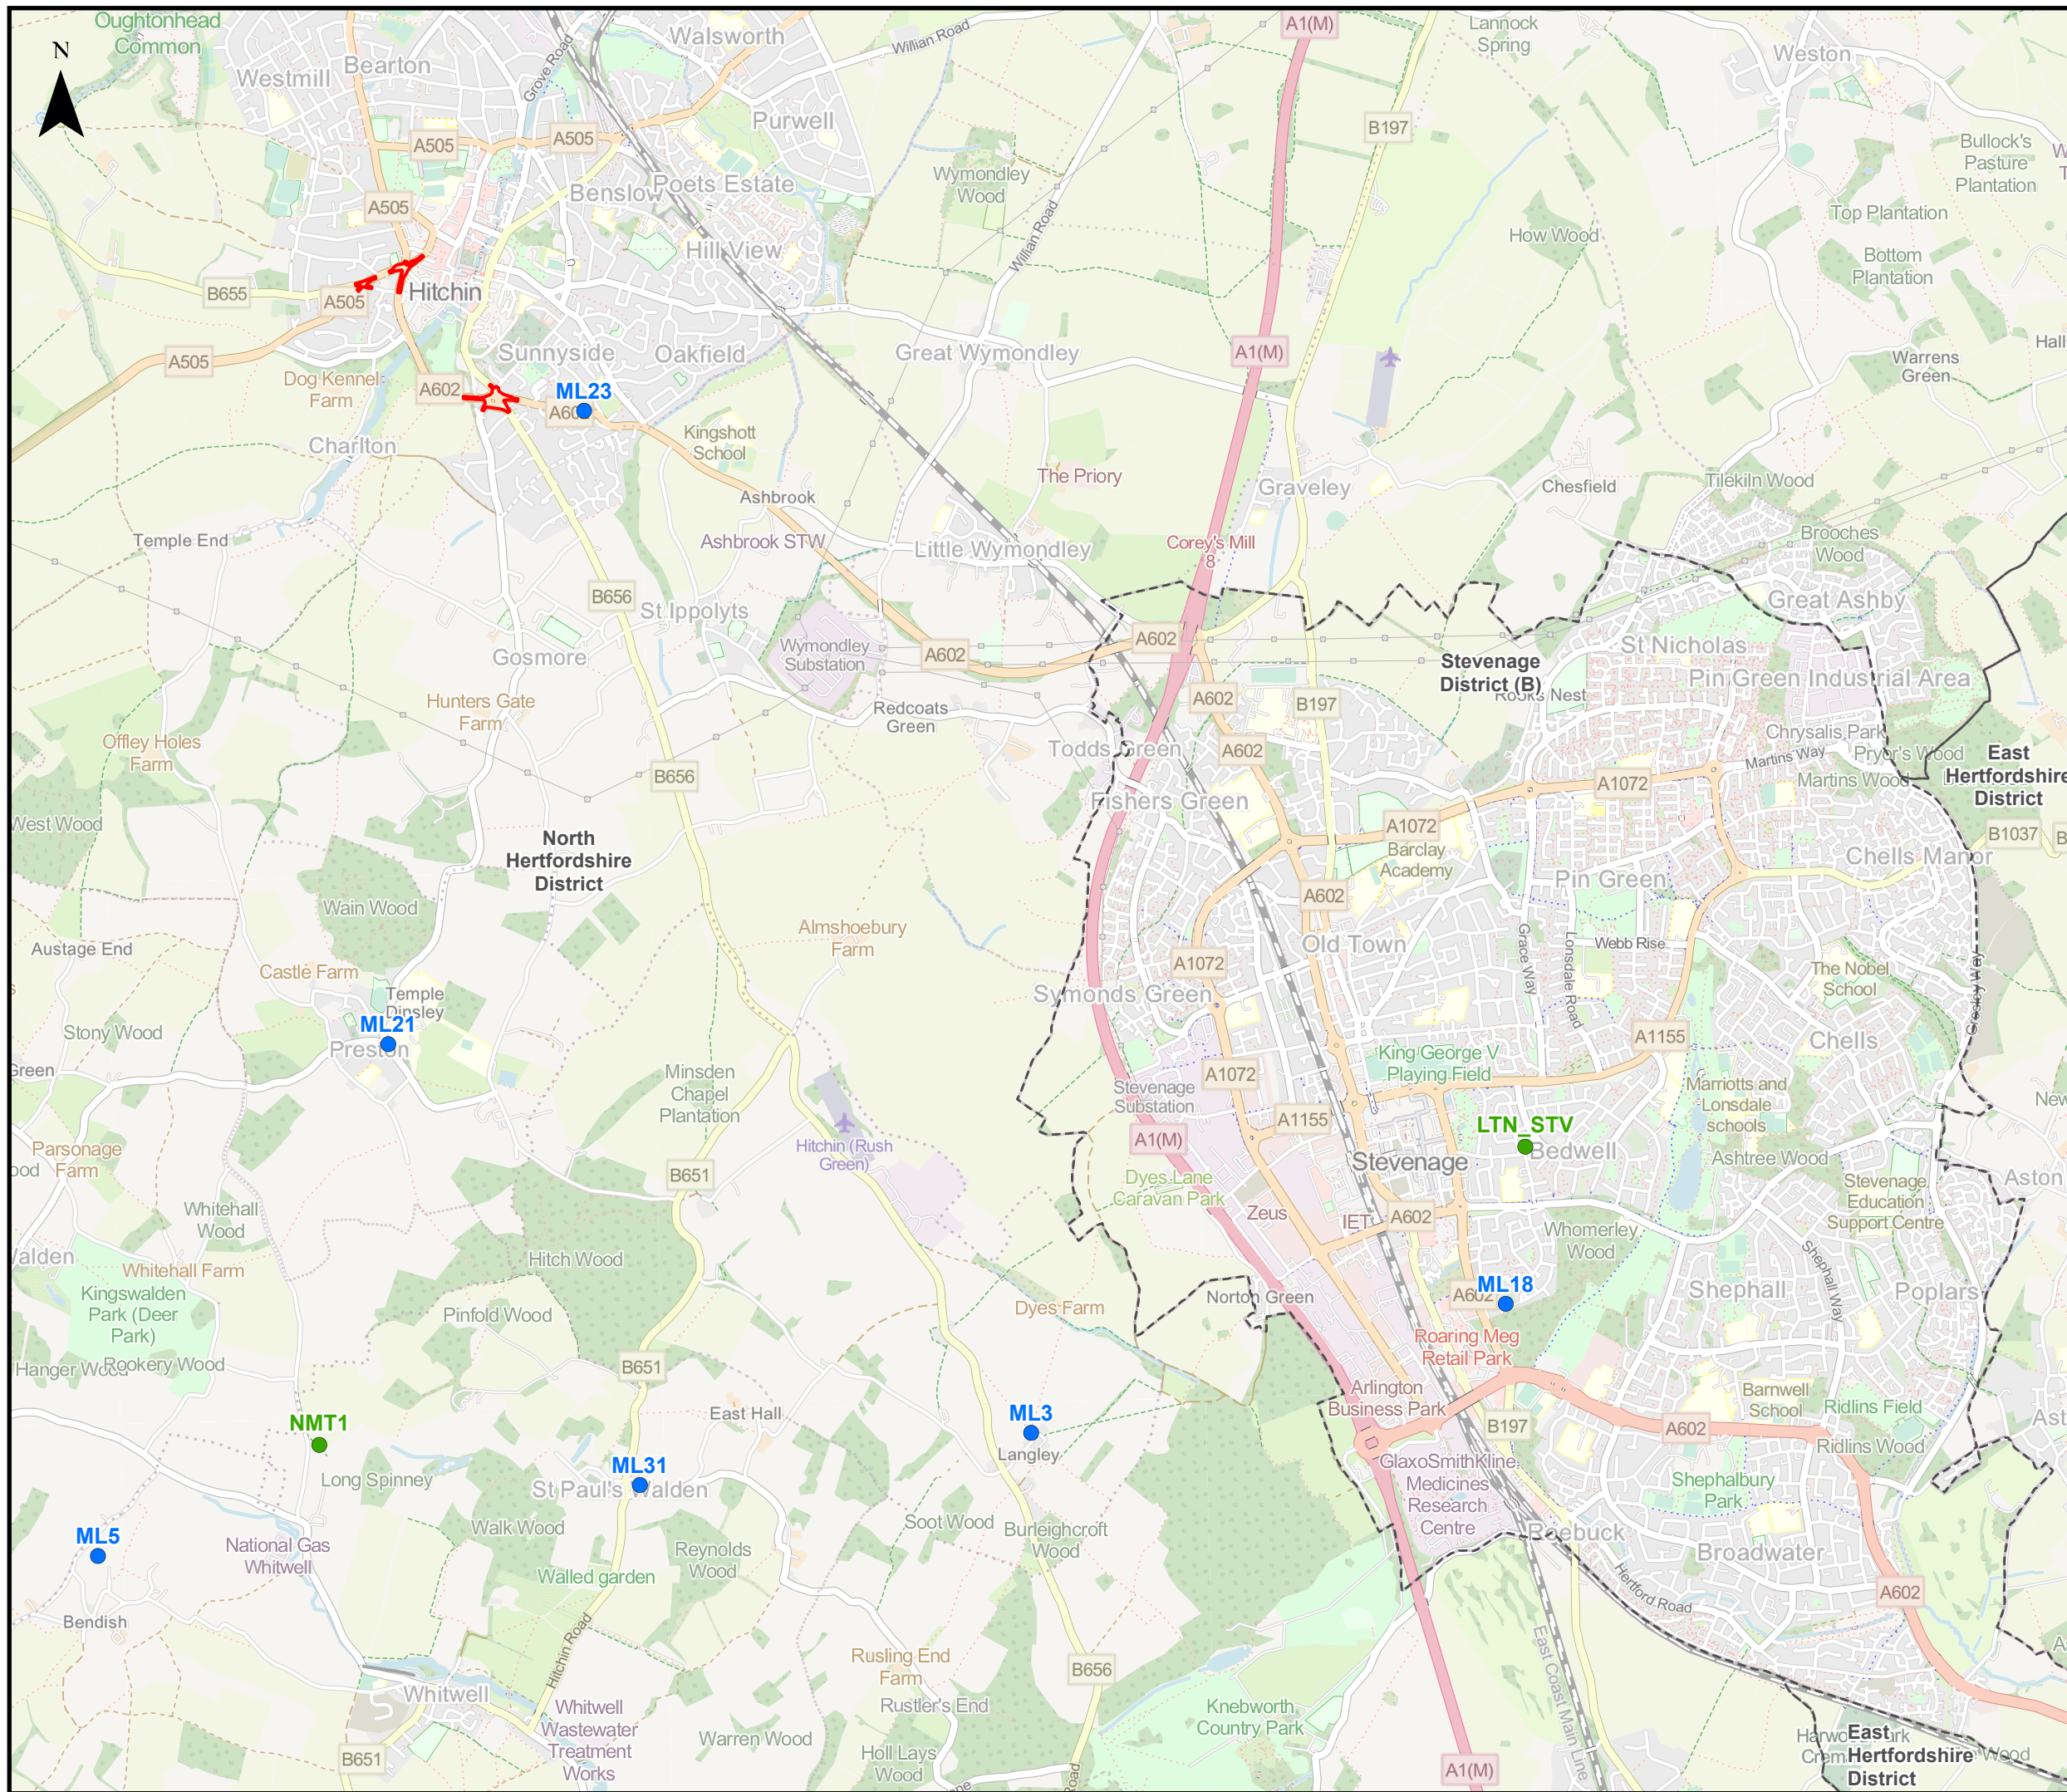 Oughtonhead
Common
N
Westmill
Bearton
Grove Road
Walsworth
Willian Road
A1(M)
Lannock
Spring
Weston
Purwell
B197
Bullock's
Pasture
Plantation
A505
A505
Benslow
Poets Estate
Wymondley
Wood
A505
Top Plantation
Hill View
Willian Road
How Wood
Bottom
Plantation
B655
A505
Hitchin
A505
Sunnyside
Oakfield
Great Wymondley
A1(M)
Warrens
Green
Dog Kennel
Farm
A602
ML23
A602
Kingshott
School
Charlton
The Priory
Graveley
Chesfield
Tilekiln Wood
Ashbrook
Temple End
Ashbrook STW
Little Wymondley
Corey's Mill
8
Brooches
Wood
B656
St Ippolyts
Great Ashby
Wymondley
Substation
A602
A602
St Nicholas
Gosmore
Stevenage
District (B)
Rooks Nest
Pin Green Industrial Area
Hunters Gate
Farm
Redcoats
Green
A602
B197
Offley Holes
Farm
Todds Green
A602
Chrysalis Park
Martins Way
Pryor's Wood
Martins Wood
East
Hertfordshire
District
B656
A1072
Fishers Green
West Wood
North
Hertfordshire
District
A1072
Barclay
Academy
B1037
Chells Manor
Wain Wood
Pin Green
A602
Almshoebury
Farm
Austage End
Old Town
Grace Way
Lonsdale Road
Webb Rise
Castle Farm
A1072
The Nobel
School
Gresley Way
Temple
Dinsley
Symonds Green
Stony Wood
ML21
Preston
A1155
Chells
Green
Minsden
Chapel
Plantation
King George V
Playing Field
A1072
Stevenage
Substation
Marriotts and
Lonsdale
schools
A1155
LTN_STV
Parsonage
Farm
Hitchin (Rush
Green)
A1(M)
Bedwell
Stevenage
Ashtree Wood
B651
Dyes Lane
Caravan Park
Aston
Stevenage
Education
Support Centre
Whitehall
Wood
Zeus
IET
A602
Whomerley
Wood
Hitch Wood
Whitehall Farm
Shephall Way
Kingswalden
Park (Deer
Park)
Pinfold Wood
Dyes Farm
Norton Green
ML18
A602
Shephall
Poplars
Roaring Meg
Retail Park
Hanger Wood
Rookery Wood
B651
Arlington
Business Park
Barnwell
School
Ridlins Field
NMT1
East Hall
ML3
Langley
B197
A602
Ridlins Wood
Long Spinney
ML31
St Paul's Walden
GlaxoSmithKline
Medicines
Research
Centre
Shephalbury
Park
ML5
National Gas
Whitwell
Walk Wood
Soot Wood
Burleighcroft
Wood
Roebuck
Broadwater
Reynolds
Wood
Walled garden
Hertford Road
A602
Bendish
Hitchin Road
Rusling End
Farm
B656
East Coast Main Line
Whitwell
Rustler's End
Knebworth
Country Park
Whitwell
Wastewater
Treatment
Works
Warren Wood
Holl Lays
Wood
B651
Road
A1(M)
East
Hertfordshire
District
Wood